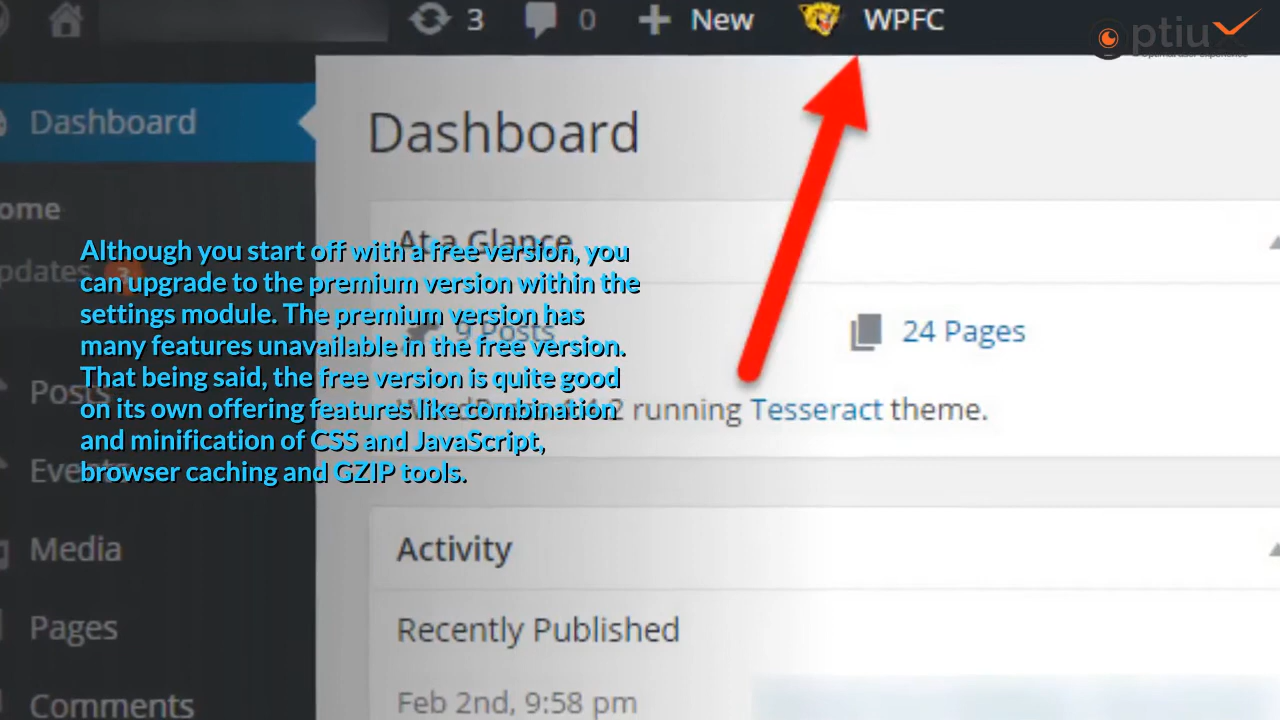 3 0 New WPFC
ptiuX
Dashboard
Dashboard
ome
pdates
At a Glance
Although you start off with a free version, you
can upgrade to the premium version within the
settings module. The premium version has
many features unavailable in the free version.
That being said, the free version is quite good
on its own offering features like combination
and minification of CSS and JavaScript,
browser caching and GZIP tools.
9 Posts 24 Pages
running Tesseract theme.
Posts
Events
Media
Pages
Comments
Activity
Recently Published
Feb 2nd, 9:58 pm